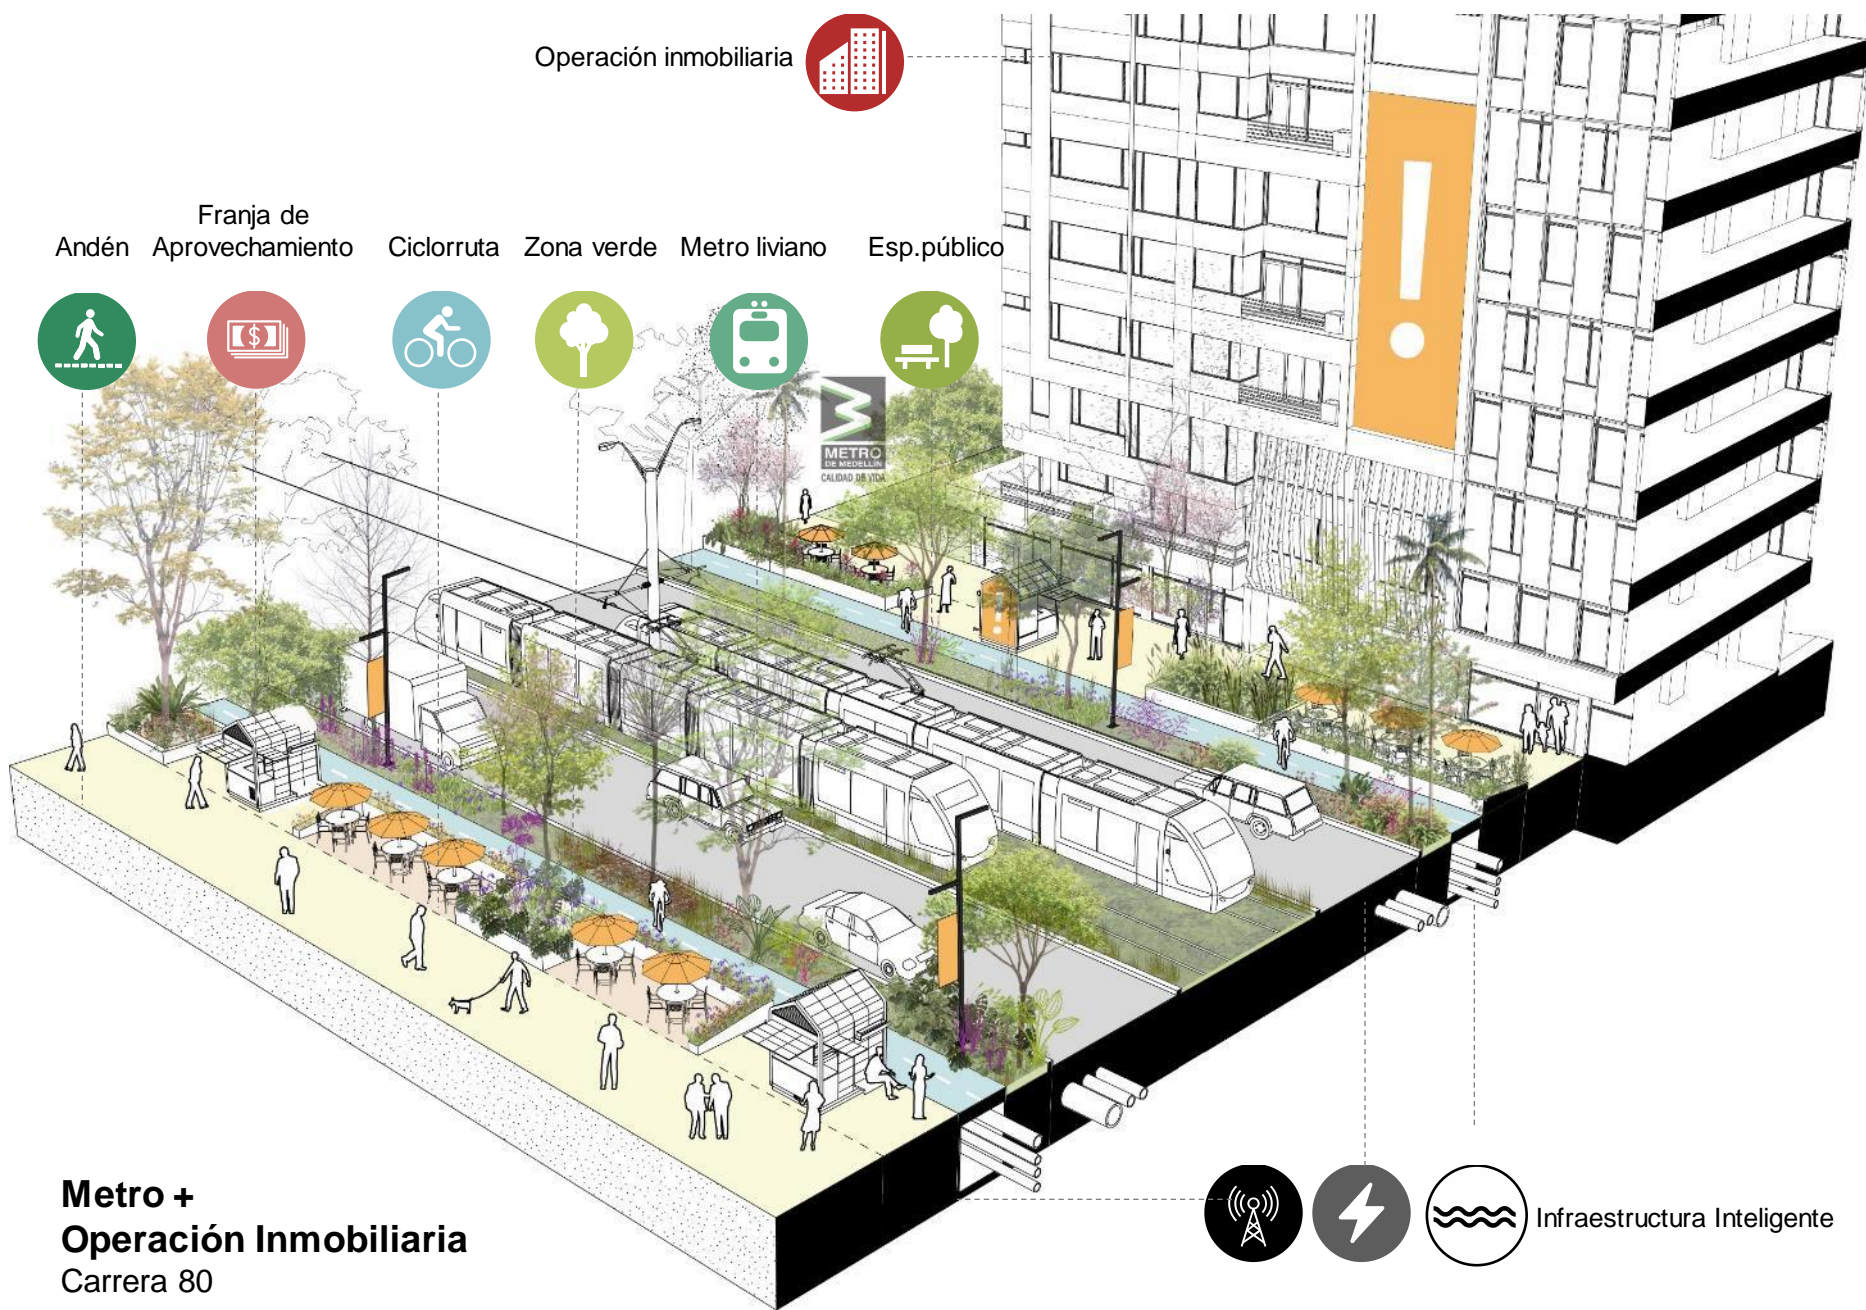 Operación inmobiliaria
Franja de
Aprovechamiento
Andén
Ciclorruta
Zona verde
Metro liviano
Esp.público
$
!
METRO
DE MEDELLÍN
CALIDAD DE VIDA
!
Metro +
Operación Inmobiliaria
Carrera 80
Infraestructura Inteligente